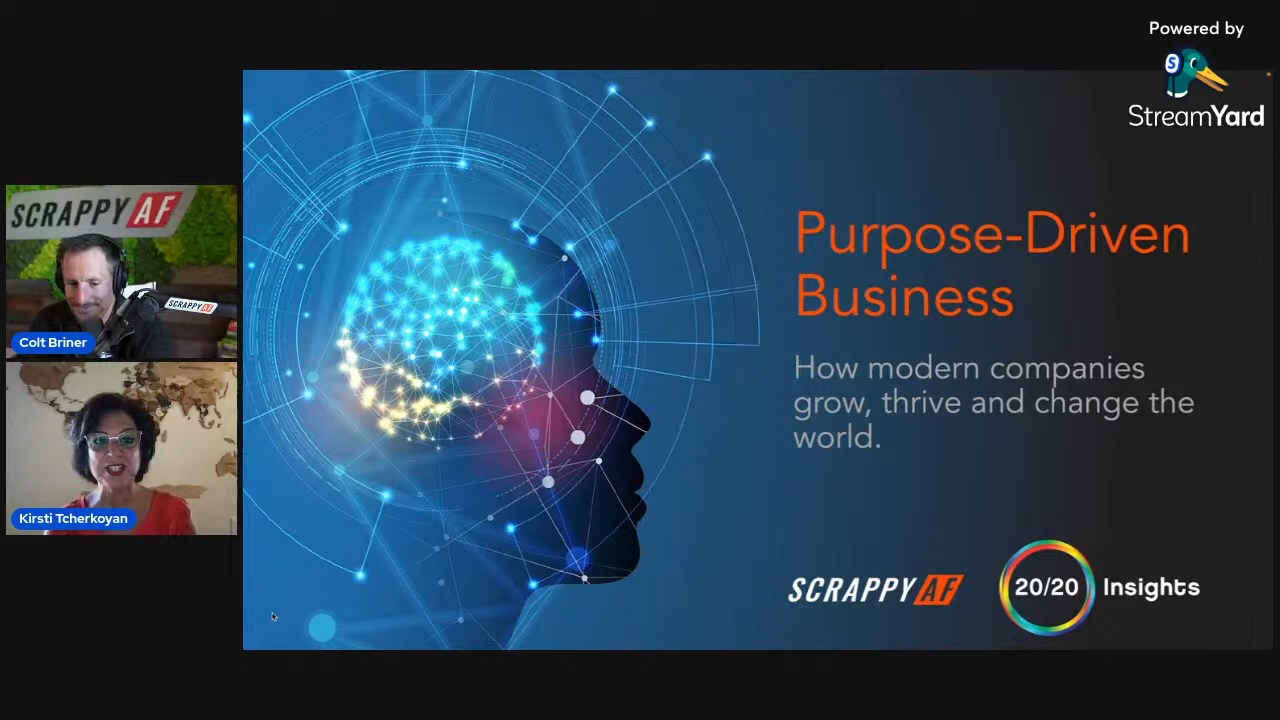 Powered by
S
StreamYard
SCRAPPY AF
SCRAPPY AF
Colt Briner
Kirsti Tcherkoyan
Purpose-Driven
Business
How modern companies
grow, thrive and change the
world.
SCRAPPY AF
20/20 Insights